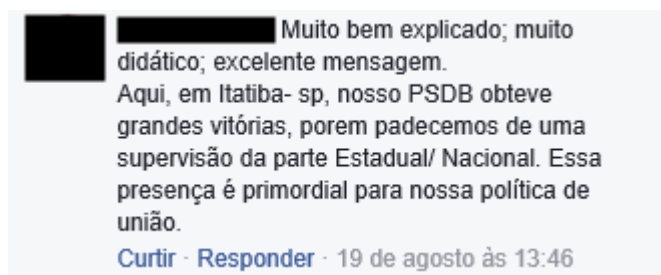 Muito bem explicado; muito
didático; excelente mensagem.
Aqui, em Itatiba- sp, nosso PSDB obteve
grandes vitórias, porem padecemos de uma
supervisão da parte Estadual/ Nacional. Essa
presença é primordial para nossa política de
união.
Curtir · Responder · 19 de agosto às 13:46